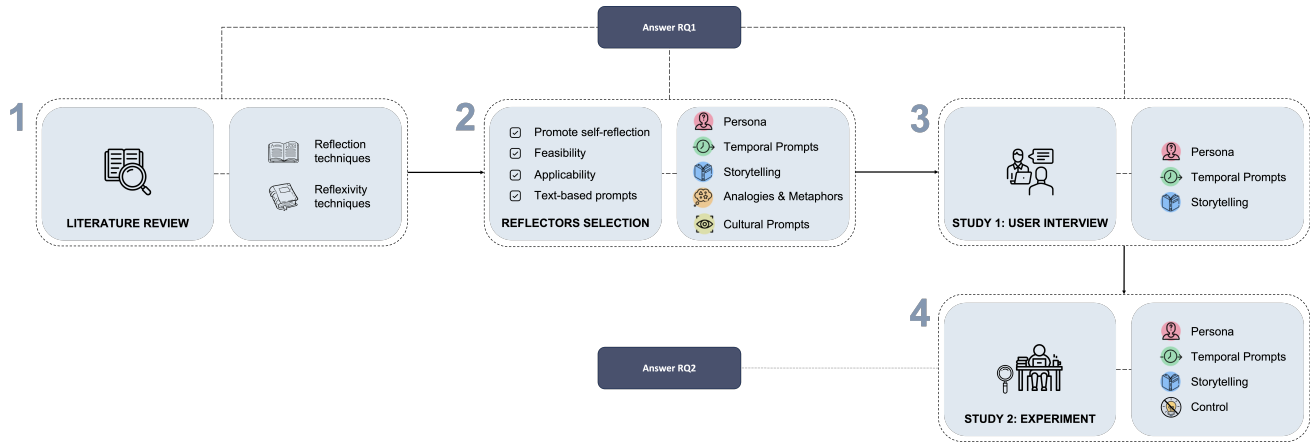 Answer RQ1
1
LITERATURE REVIEW
Reflection
techniques
Reflexivity
techniques
2
Promote self-reflection
Feasibility
Applicability
Text-based prompts
REFLECTORS SELECTION
Persona
Temporal Prompts
Storytelling
Analogies & Metaphors
Cultural Prompts
3
STUDY 1: USER INTERVIEW
Persona
Temporal Prompts
Storytelling
4
STUDY 2: EXPERIMENT
Persona
Temporal Prompts
Storytelling
Control
Answer RQ2